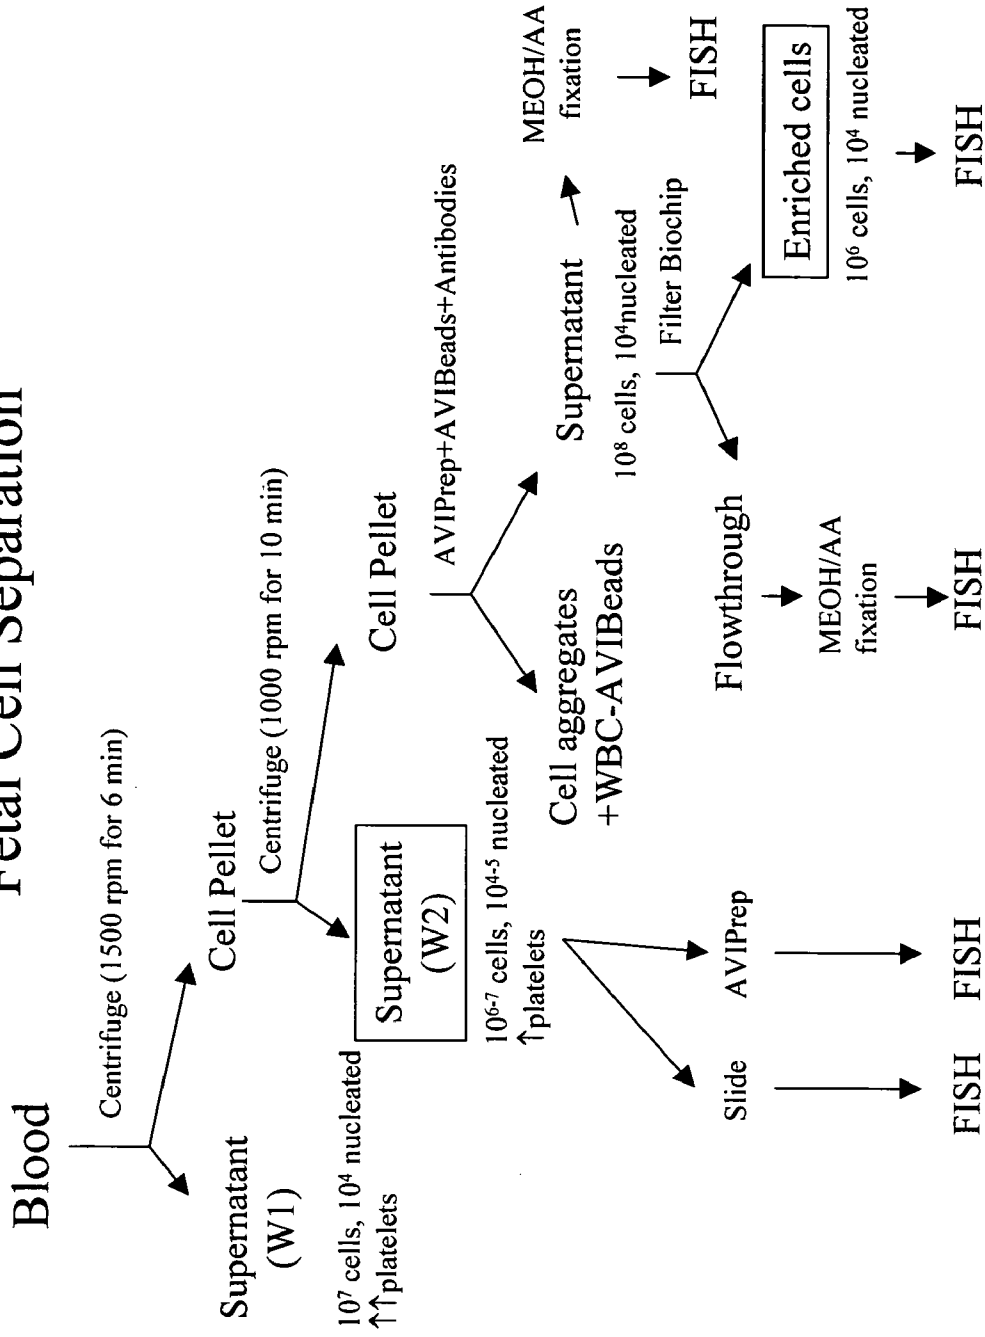 Fetal Cell Separation
Blood
Centrifuge (1500 rpm for 6 min)
Supernatant
(W1)
10⁷ cells, 10⁴ nucleated
↑↑platelets
Cell Pellet
Centrifuge (1000 rpm for 10 min)
Supernatant
(W2)
10⁶⁻⁷ cells, 10⁴⁻⁵ nucleated
↑platelets
Slide
FISH
AVIPrep
FISH
Cell Pellet
AVIPrep+AVIBeads+Antibodies
Cell aggregates
+WBC-AVIBeads
Supernatant
10⁸ cells, 10⁴nucleated
MEOH/AA
fixation
FISH
Filter Biochip
Flowthrough
MEOH/AA
fixation
FISH
Enriched cells
10⁶ cells, 10⁴ nucleated
FISH